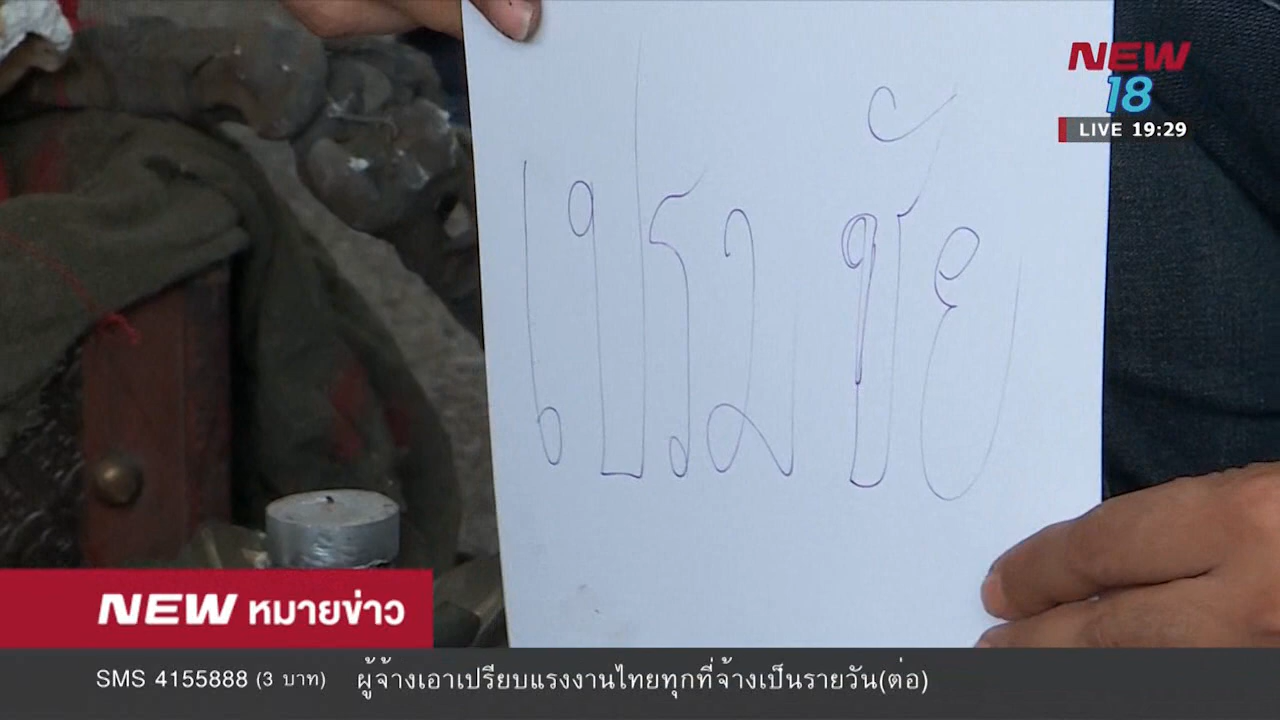 NEW
18
LIVE 19:29
เปรมชัย
NEW หมายข่าว
SMS 4155888 (3 บาท) ผู้จ้างเอาเปรียบแรงงานไทยทุกที่จ้างเป็นรายวัน(ต่อ)